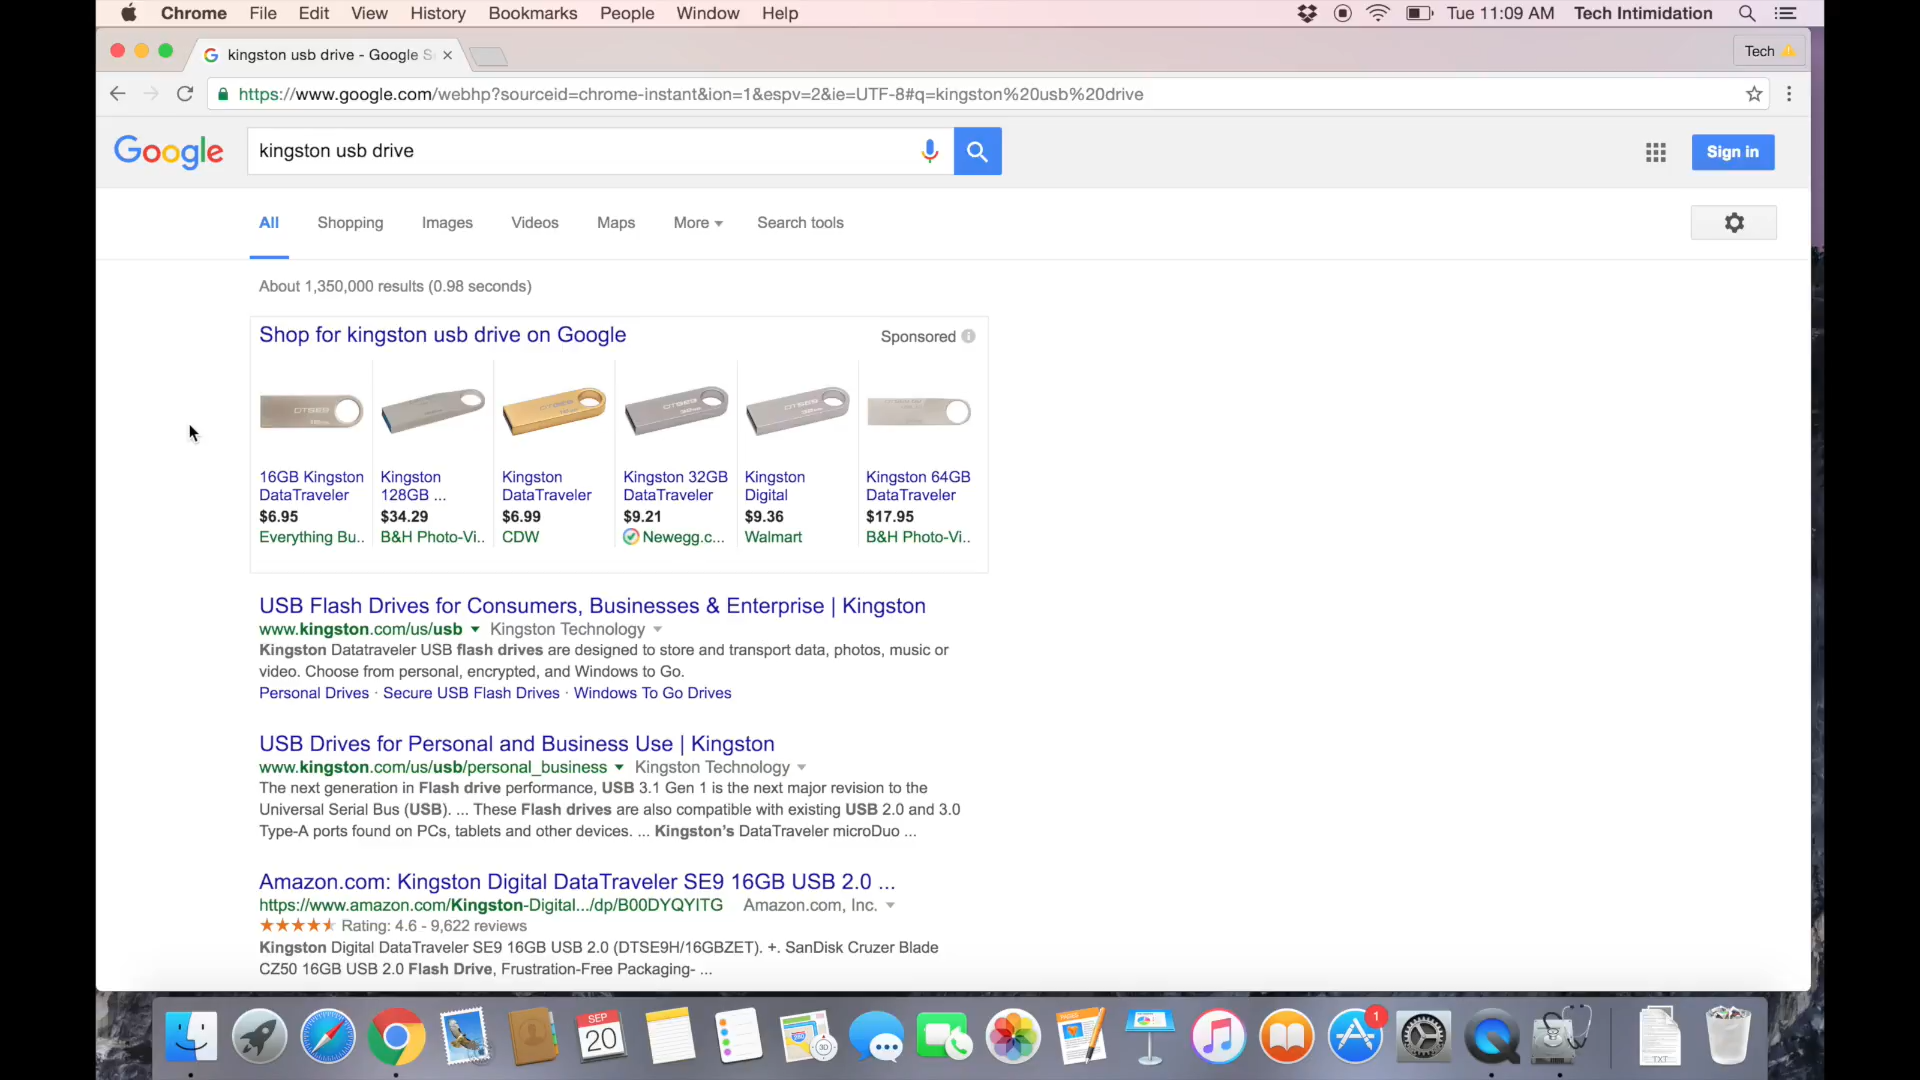 Chrome File Edit View History Bookmarks People Window Help Tue 11:09 AM Tech Intimidation
kingston usb drive - Google S
Tech
https://www.google.com/webhp?sourceid=chrome-instant&ion=1&espv=2&ie=UTF-8#q=kingston%20usb%20drive
Google kingston usb drive Sign in
All Shopping Images Videos Maps More Search tools
About 1,350,000 results (0.98 seconds)
Shop for kingston usb drive on Google Sponsored
16GB Kingston
DataTraveler
$6.95
Everything Bu..
Kingston
128GB ...
$34.29
B&H Photo-Vi..
Kingston
DataTraveler
$6.99
CDW
Kingston 32GB
DataTraveler
$9.21
Newegg.c...
Kingston
Digital
$9.36
Walmart
Kingston 64GB
DataTraveler
$17.95
B&H Photo-Vi..
USB Flash Drives for Consumers, Businesses & Enterprise | Kingston
www.kingston.com/us/usb Kingston Technology
Kingston Datatraveler USB flash drives are designed to store and transport data, photos, music or
video. Choose from personal, encrypted, and Windows to Go.
Personal Drives · Secure USB Flash Drives · Windows To Go Drives
USB Drives for Personal and Business Use | Kingston
www.kingston.com/us/usb/personal_business Kingston Technology
The next generation in Flash drive performance, USB 3.1 Gen 1 is the next major revision to the
Universal Serial Bus (USB). ... These Flash drives are also compatible with existing USB 2.0 and 3.0
Type-A ports found on PCs, tablets and other devices. ... Kingston's DataTraveler microDuo ...
Amazon.com: Kingston Digital DataTraveler SE9 16GB USB 2.0 ...
https://www.amazon.com/Kingston-Digital.../dp/B00DYQYITG Amazon.com, Inc.
Rating: 4.6 - 9,622 reviews
Kingston Digital DataTraveler SE9 16GB USB 2.0 (DTSE9H/16GBZET). +. SanDisk Cruzer Blade
CZ50 16GB USB 2.0 Flash Drive, Frustration-Free Packaging- ...
SEP
20
30
1
TXT